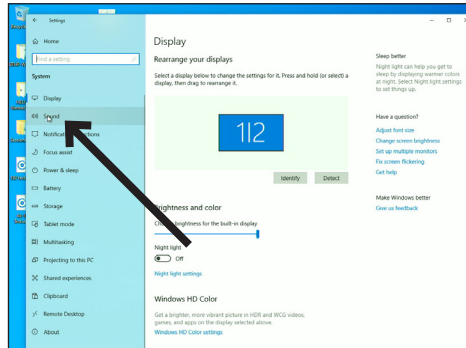 Settings
Home
Find a setting
System
Display
Sound
Focus assist
Power & sleep
Battery
Storage
Tablet mode
Multitasking
Projecting to this PC
Shared experiences
Clipboard
Remote Desktop
About
Display
Rearrange your displays
Select a display below to change the settings for it. Press and hold (or select) a
display, then drag to rearrange it.
1|2
Identify
Detect
Brightness and color
brightness for the built-in display
Night light
Off
Night light settings
Windows HD Color
Get a brighter, more vibrant picture in HDR and WCG videos,
games, and apps on the display selected above.
Windows HD Color settings
Sleep better
Night light can help you get to
sleep by displaying warmer colors
at night. Select Night light settings
to set things up.
Have a question?
Adjust font size
Change screen brightness
Set up multiple monitors
Fix screen flickering
Get help
Make Windows better
Give us feedback